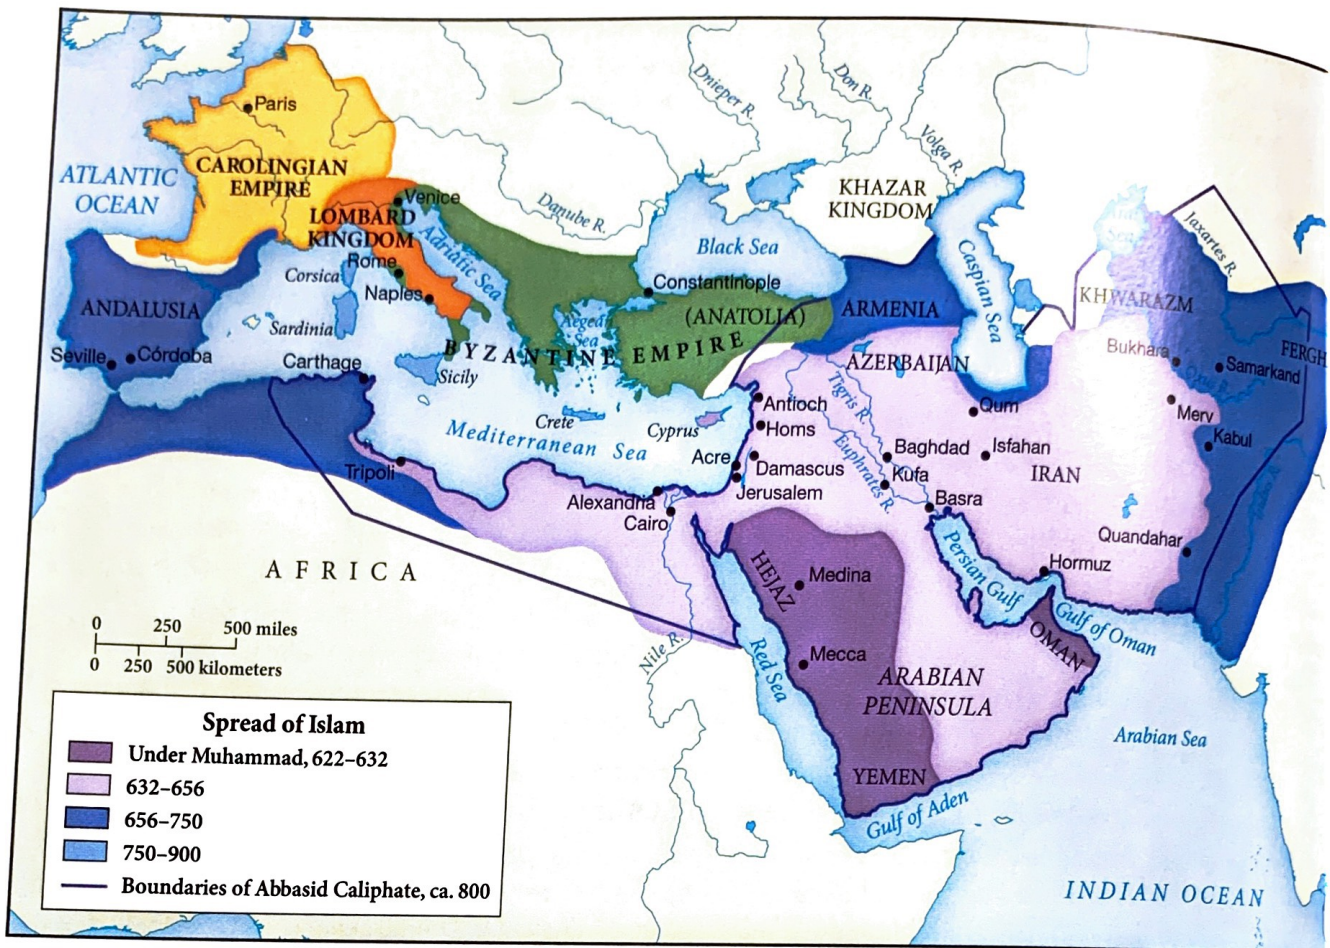 Paris
CAROLINGIAN
EMPIRE
ATLANTIC
OCEAN
LOMBARD
KINGDOM
Venice
Adriatic Sea
Rome
Naples
Corsica
Sardinia
Danube R.
Dnieper R.
Don R.
Volga R.
KHAZAR
KINGDOM
Black Sea
Constantinople
(ANATOLIA)
BYZANTINE EMPIRE
Aegean
Sea
ARMENIA
Caspian Sea
Aral
Sea
Jaxartes R.
KHWARAZM
Bukhara
Oxus R.
Samarkand
FERGH
ANDALUSIA
Seville
Córdoba
Carthage
Sicily
Crete
Cyprus
Mediterranean Sea
Tripoli
Alexandria
Cairo
AZERBAIJAN
Tigris R.
Euphrates R.
Antioch
Homs
Acre
Damascus
Jerusalem
Qum
Baghdad
Isfahan
Kufa
IRAN
Basra
Merv
Kabul
Quandahar
Hormuz
Persian Gulf
Gulf of Oman
OMAN
AFRICA
HEJAZ
Medina
Mecca
Nile R.
Red Sea
ARABIAN
PENINSULA
YEMEN
Gulf of Aden
Arabian Sea
INDIAN OCEAN
0 250 500 miles
0 250 500 kilometers
Spread of Islam
Under Muhammad, 622–632
632–656
656–750
750–900
Boundaries of Abbasid Caliphate, ca. 800